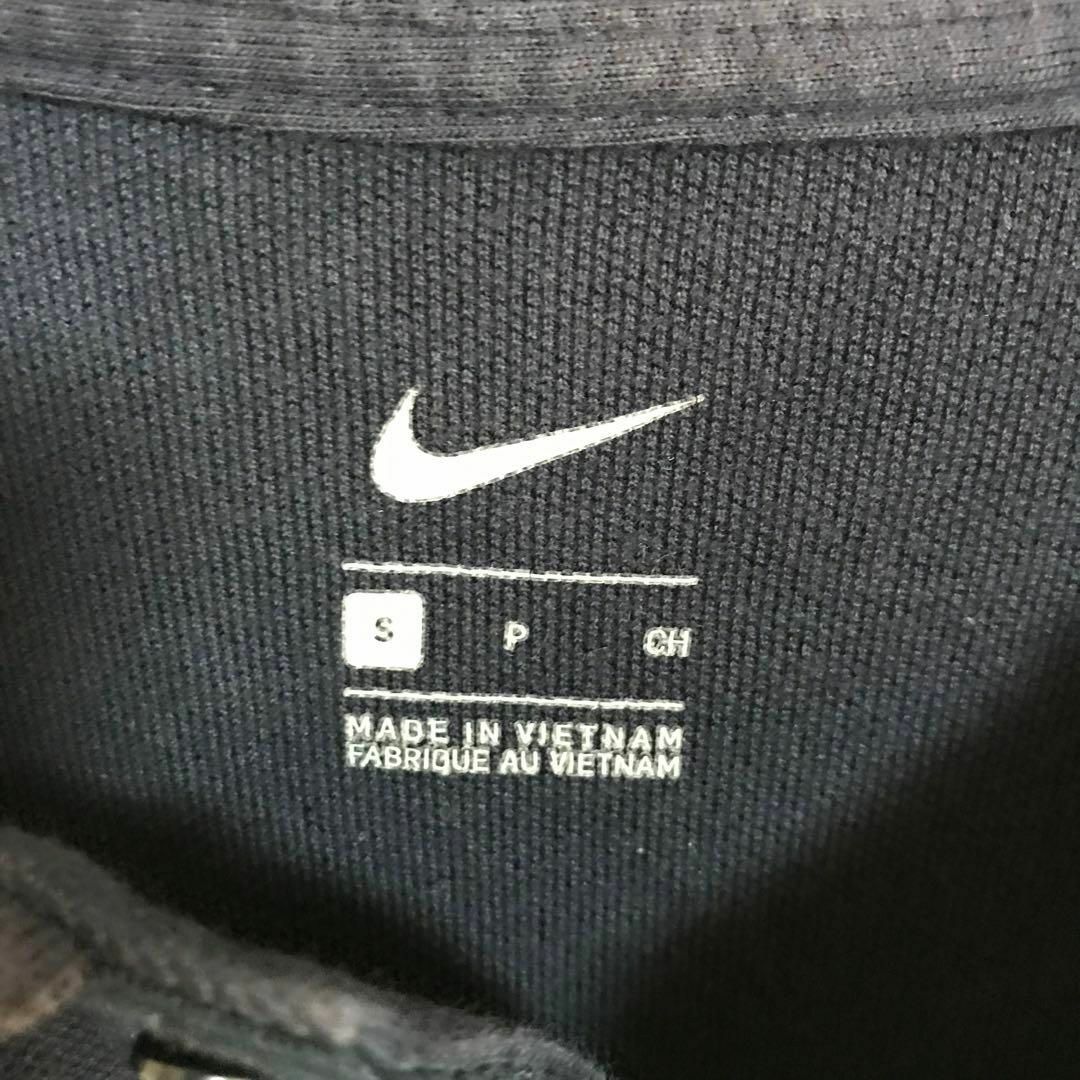 S P CH
MADE IN VIETNAM
FABRIQUE AU VIETNAM